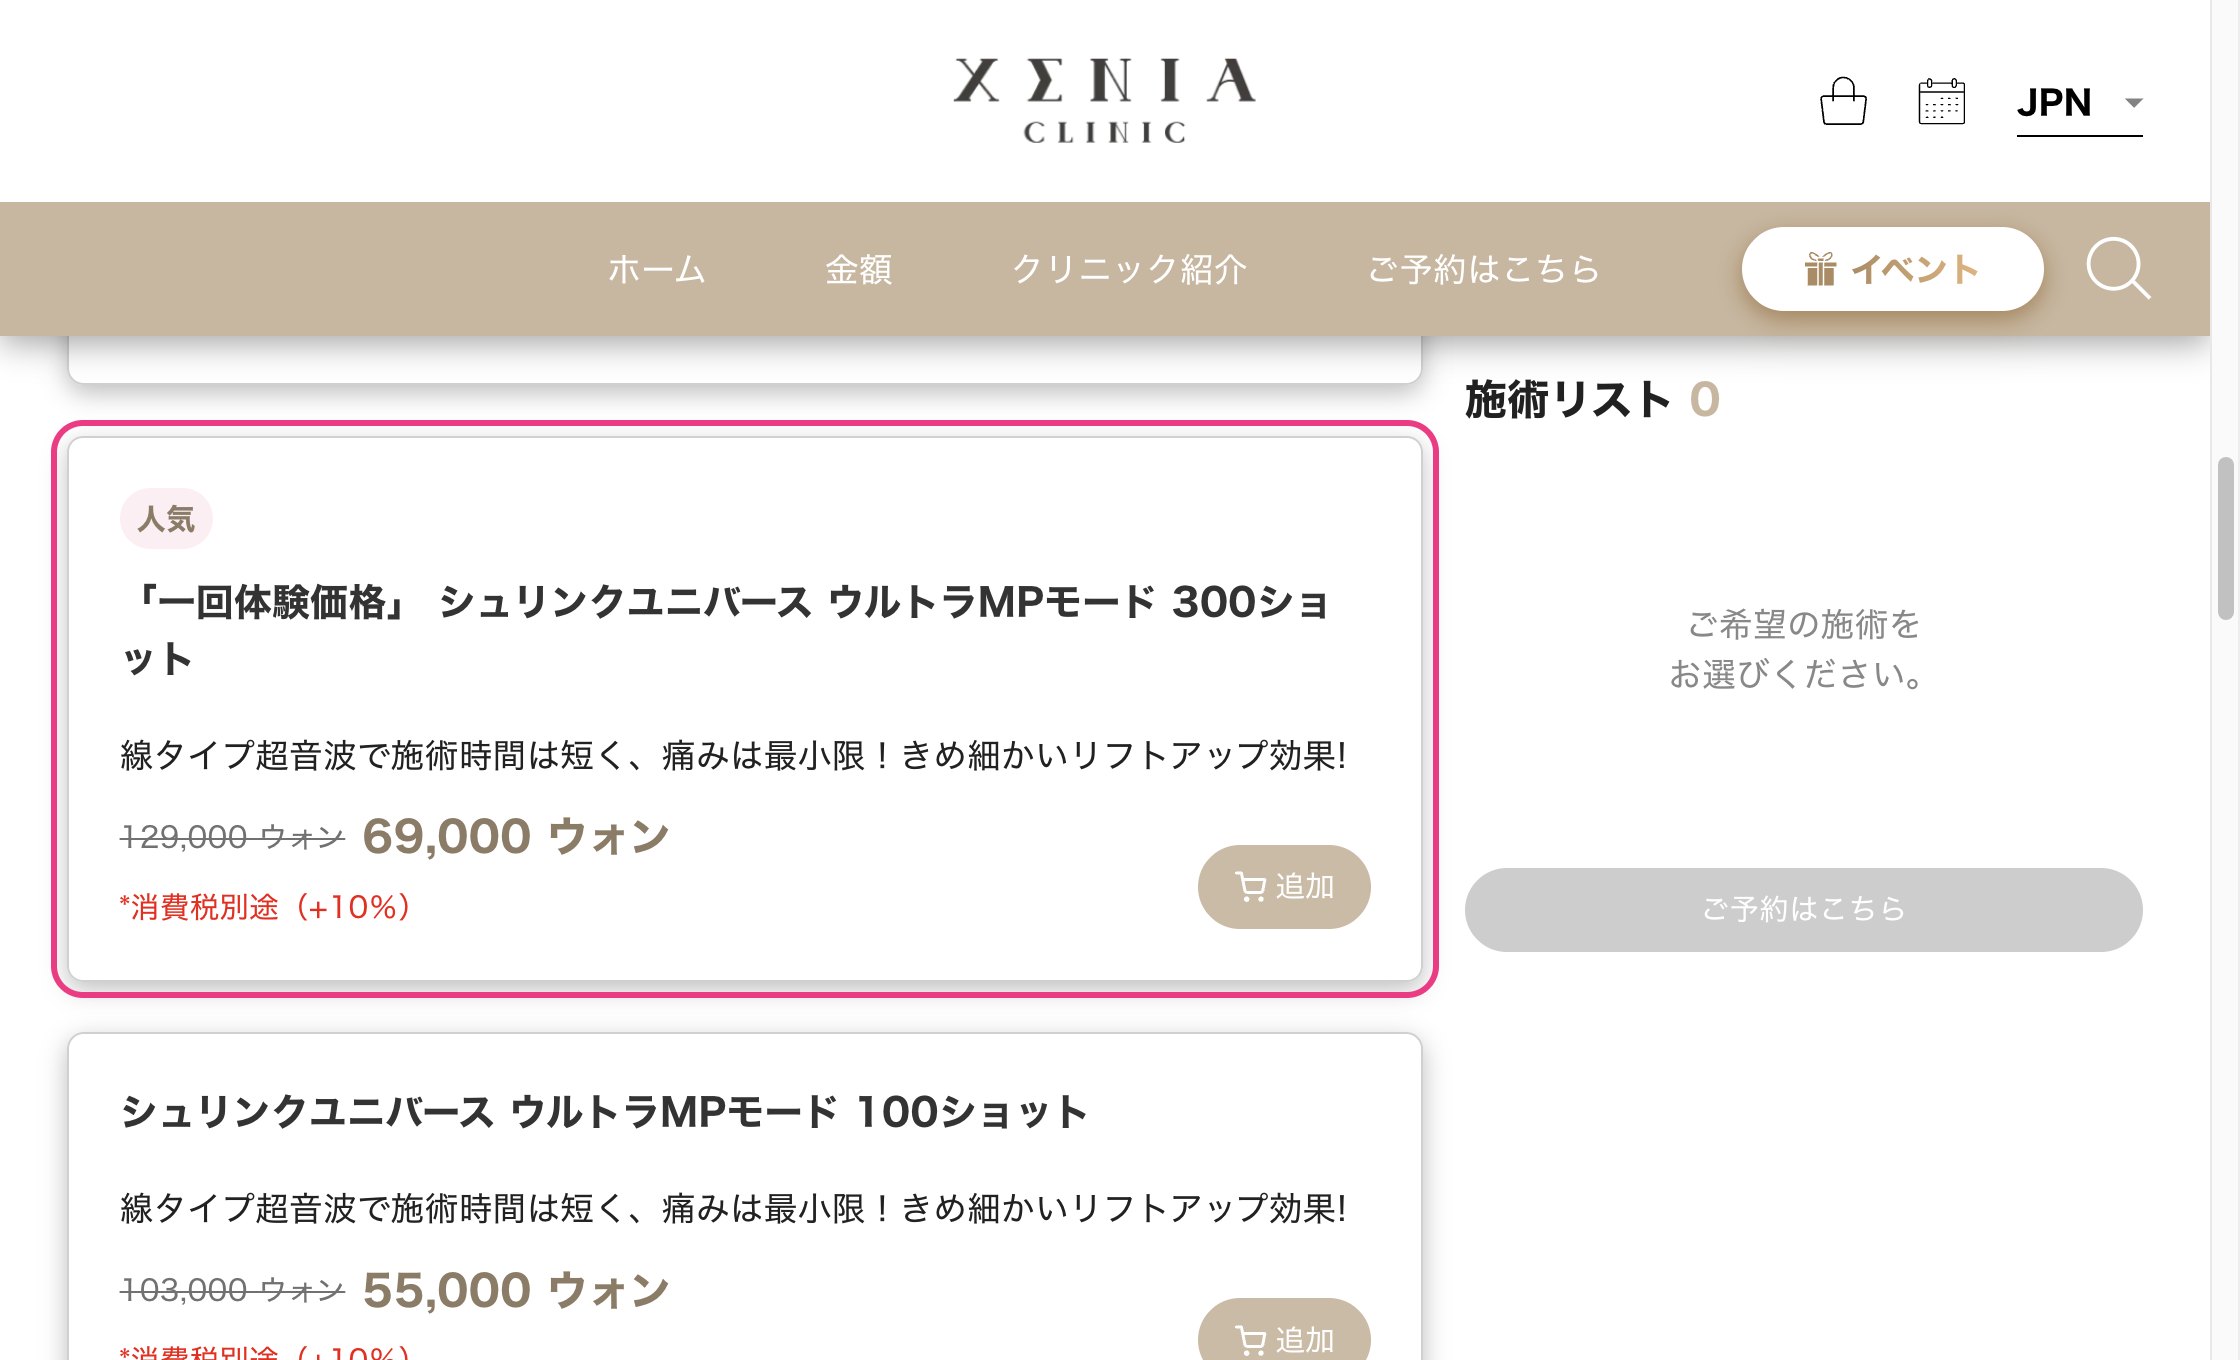 XENIA
CLINIC
JPN
ホーム
金額
クリニック紹介
ご予約はこちら
イベント
施術リスト 0
人気
「一回体験価格」 シュリンクユニバース ウルトラMPモード 300ショ
ット
線タイプ超音波で施術時間は短く、痛みは最小限！きめ細かいリフトアップ効果!
129,000 ウォン 69,000 ウォン
*消費税別途（+10%）
追加
ご希望の施術を
お選びください。
ご予約はこちら
シュリンクユニバース ウルトラMPモード 100ショット
線タイプ超音波で施術時間は短く、痛みは最小限！きめ細かいリフトアップ効果!
103,000 ウォン 55,000 ウォン
*消費税別途（+10%）
追加